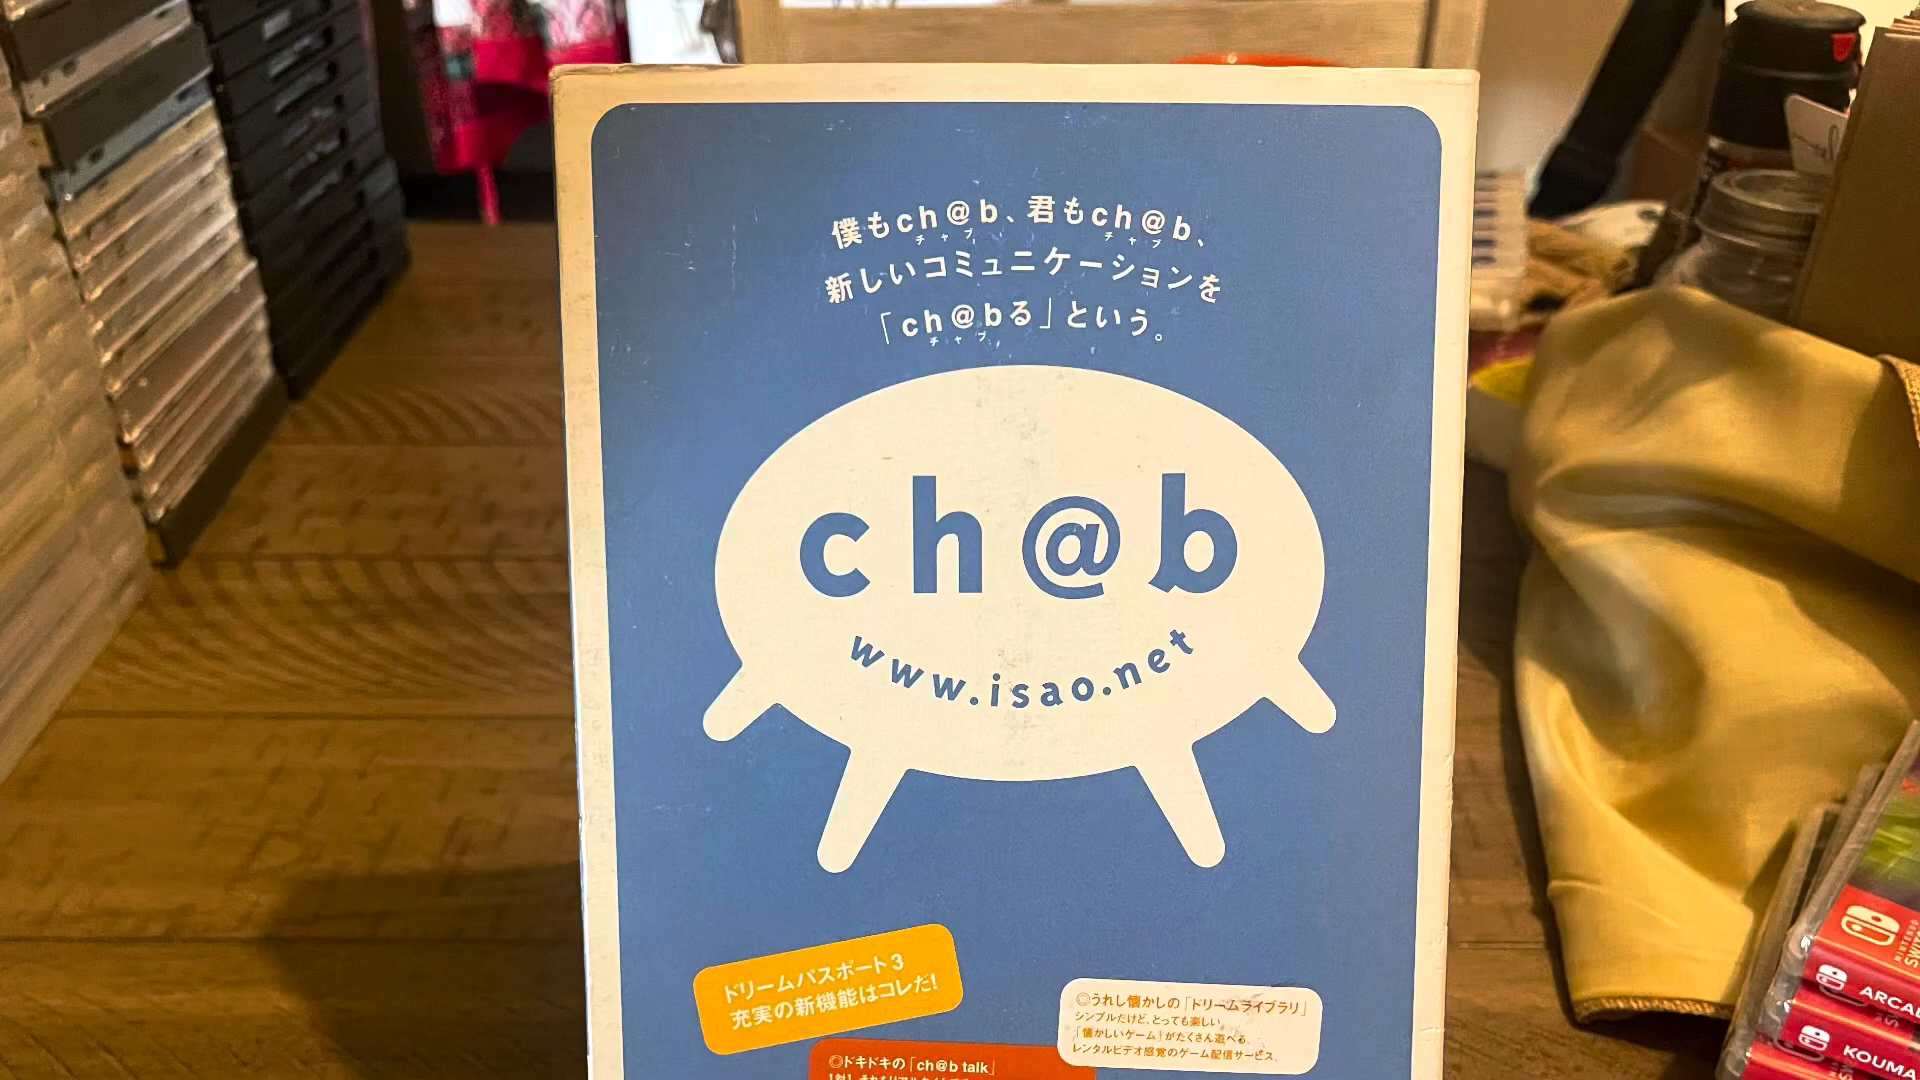 僕もch@b、君もch@b、
チャブ チャブ
新しいコミュニケーションを
「ch@bる」という。
チャブ
ch@b
www.isao.net
ドリームパスポート3
充実の新機能はコレだ!
◎うれし懐かしの「ドリームライブラリ」
シンプルだけど、とっても楽しい。
「懐かしいゲーム」がたくさん遊べる。
レンタルビデオ感覚のゲーム配信サービス。
◎ドキドキの「ch@b talk」
NINTENDO
ARCA
KOUMA